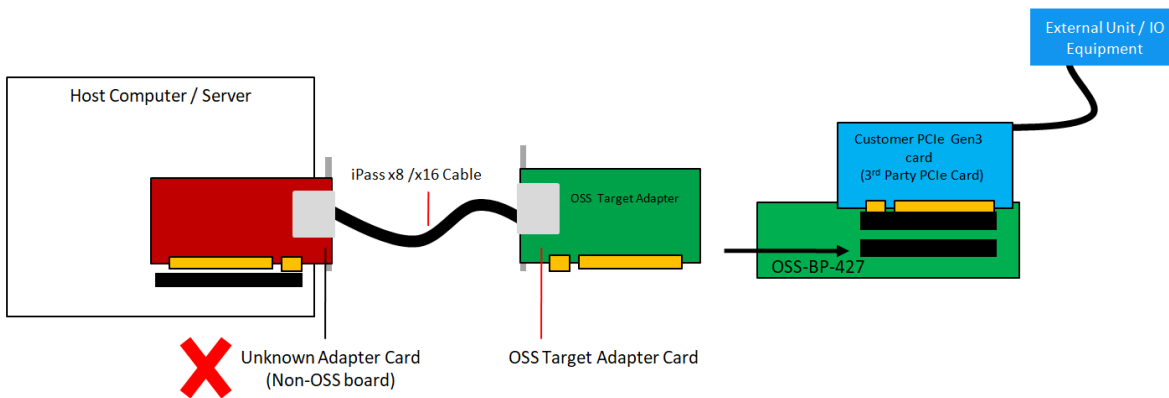 External Unit / IO
Equipment
Host Computer / Server
Customer PCIe Gen3
card
(3rd Party PCIe Card)
iPass x8 /x16 Cable
OSS Target Adapter
OSS-BP-427
Unknown Adapter Card
(Non-OSS board)
OSS Target Adapter Card